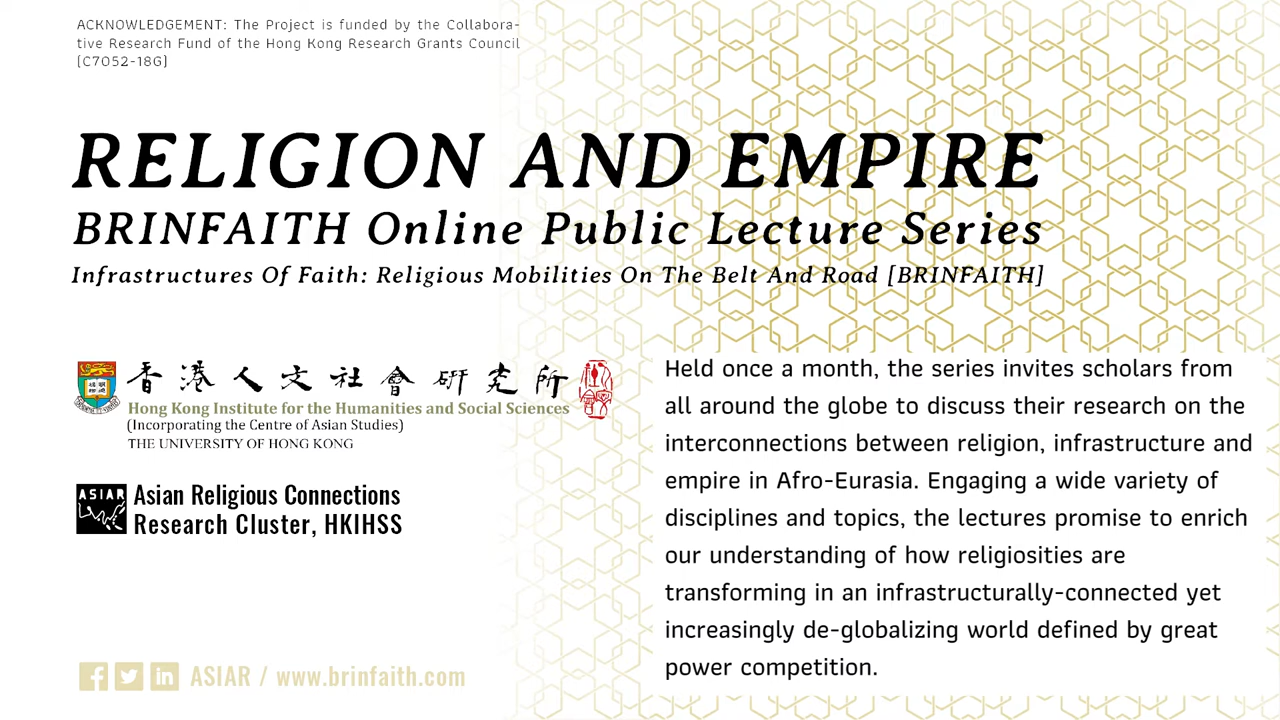 ACKNOWLEDGEMENT: The Project is funded by the Collabora-
tive Research Fund of the Hong Kong Research Grants Council
[C7052-18G]
RELIGION AND EMPIRE
BRINFAITH Online Public Lecture Series
Infrastructures Of Faith: Religious Mobilities On The Belt And Road [BRINFAITH]
香港人文社會研究所
Hong Kong Institute for the Humanities and Social Sciences
(Incorporating the Centre of Asian Studies)
THE UNIVERSITY OF HONG KONG
ASIAR
Asian Religious Connections
Research Cluster, HKIHSS
Held once a month, the series invites scholars from
all around the globe to discuss their research on the
interconnections between religion, infrastructure and
empire in Afro-Eurasia. Engaging a wide variety of
disciplines and topics, the lectures promise to enrich
our understanding of how religiosities are
transforming in an infrastructurally-connected yet
increasingly de-globalizing world defined by great
power competition.
ASIAR / www.brinfaith.com